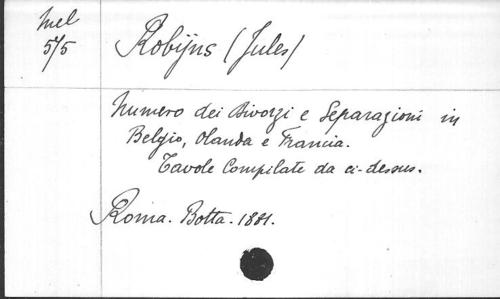 Mel
5/5
Robijns (Jules)
Numero dei Divorzi e Separazioni in
Belgio, Olanda e Francia.
Tavole Compilate da ci-dessus.
Roma. Botta. 1881.